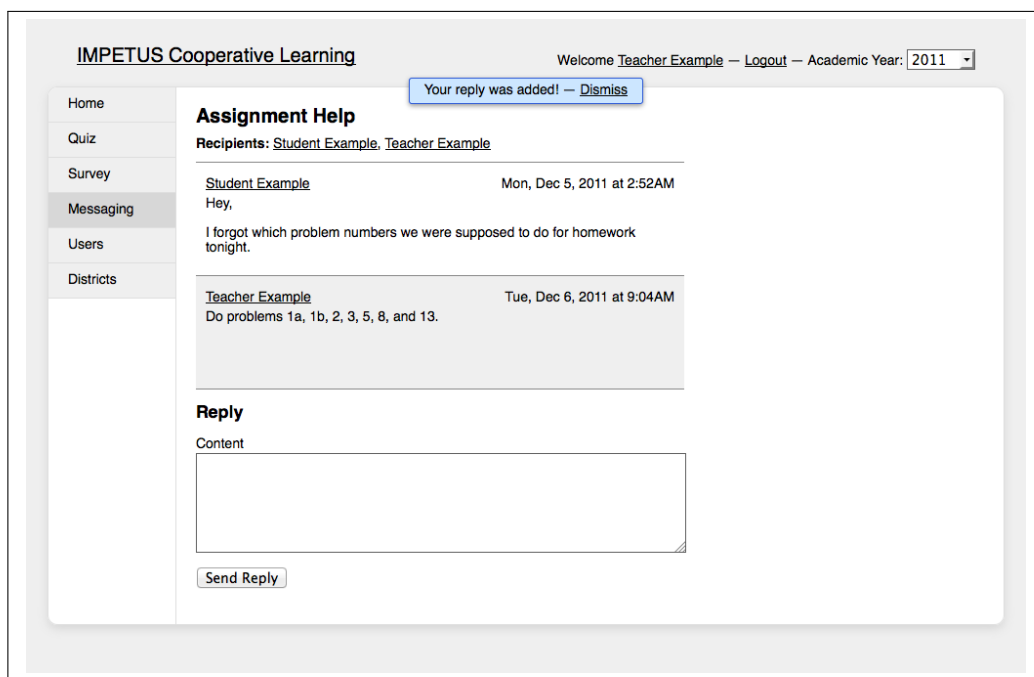 IMPETUS Cooperative Learning
Welcome Teacher Example — Logout — Academic Year: 2011
Your reply was added! — Dismiss
Home
Quiz
Survey
Messaging
Users
Districts
Assignment Help
Recipients: Student Example, Teacher Example
Student Example Mon, Dec 5, 2011 at 2:52AM
Hey,
I forgot which problem numbers we were supposed to do for homework
tonight.
Teacher Example Tue, Dec 6, 2011 at 9:04AM
Do problems 1a, 1b, 2, 3, 5, 8, and 13.
Reply
Content
Send Reply